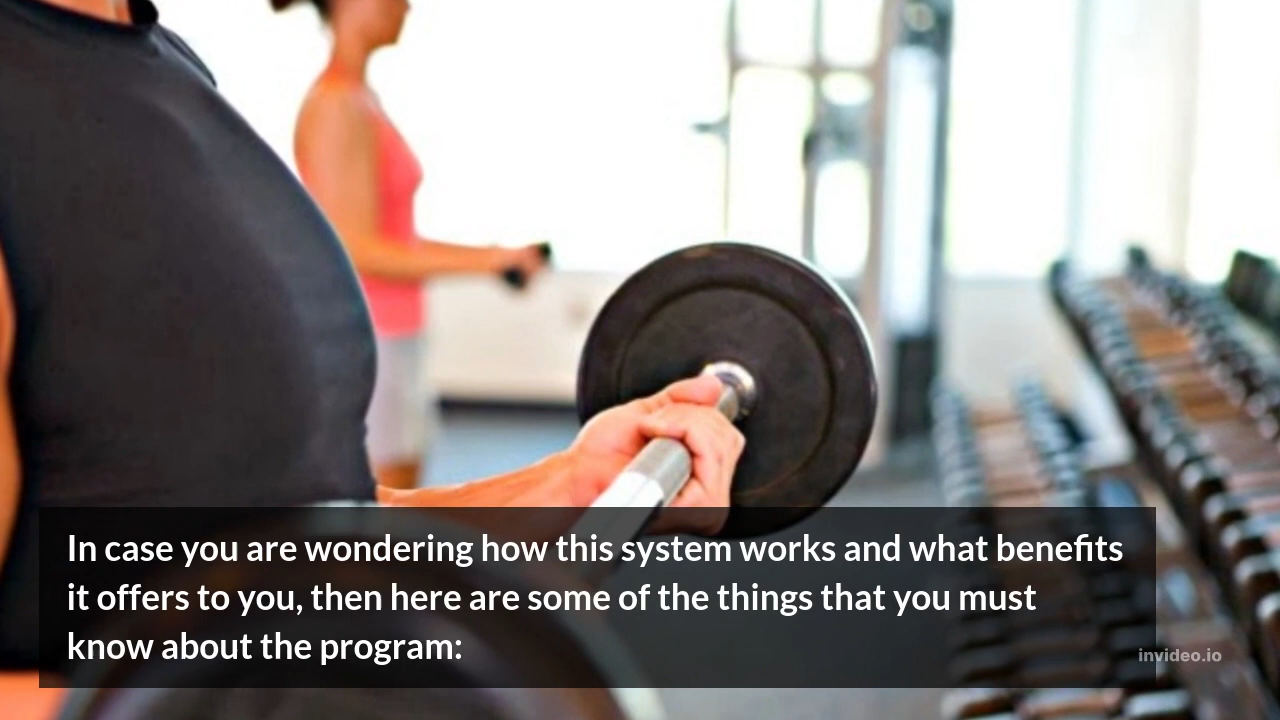 In case you are wondering how this system works and what benefits
it offers to you, then here are some of the things that you must
know about the program:
invideo.io